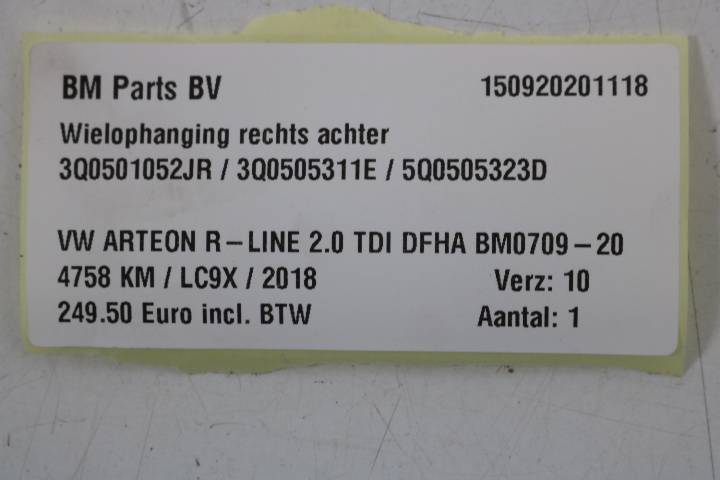 BM Parts BV 150920201118
Wielophanging rechts achter
3Q0501052JR / 3Q0505311E / 5Q0505323D
VW ARTEON R-LINE 2.0 TDI DFHA BM0709-20
4758 KM / LC9X / 2018 Verz: 10
249.50 Euro incl. BTW Aantal: 1